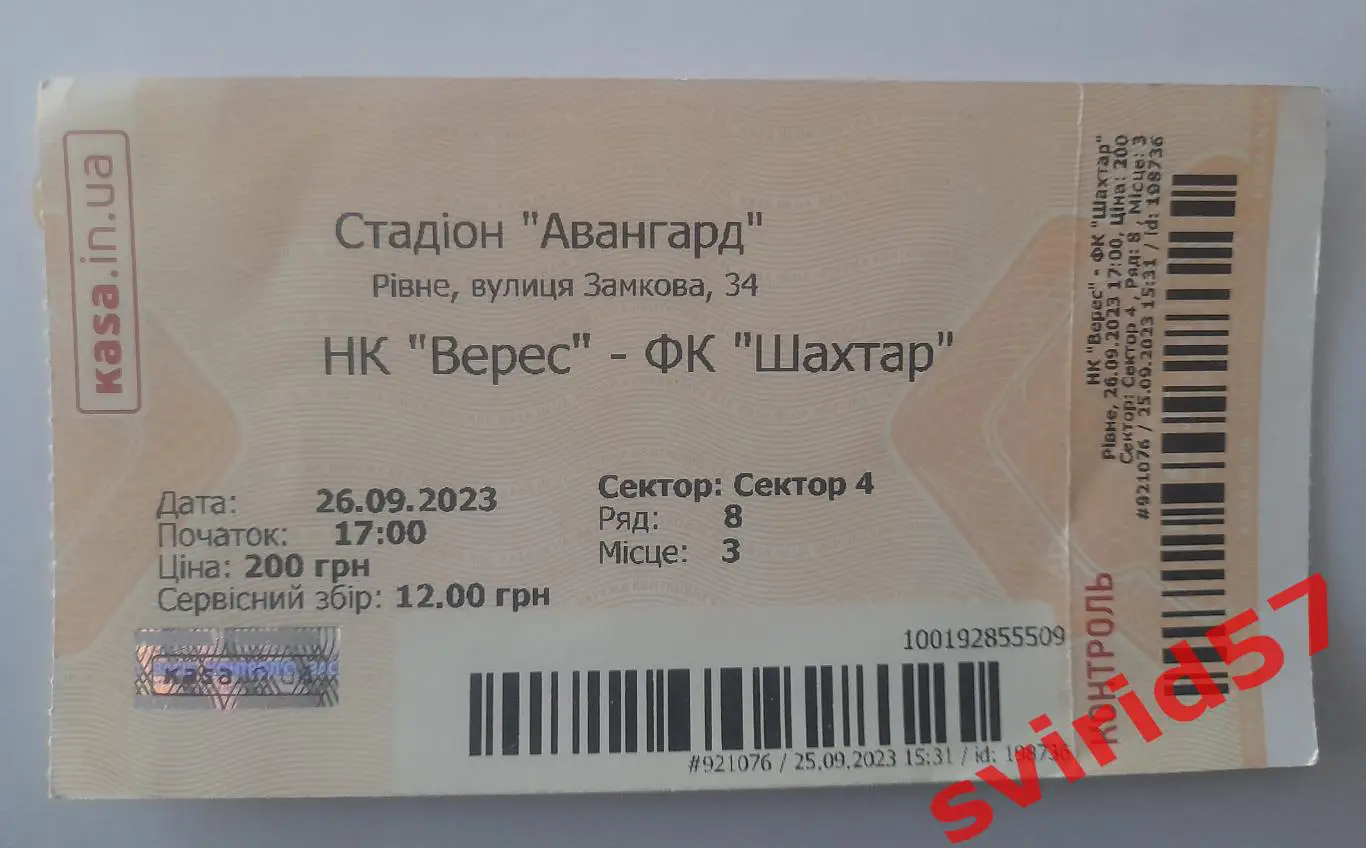 kasa.in.ua
Стадіон "Авангард"
Рівне, вулиця Замкова, 34
НК "Верес" - ФК "Шахтар"
Дата: 26.09.2023
Початок: 17:00
Ціна: 200 грн
Сервісний збір: 12.00 грн
Сектор: Сектор 4
Ряд: 8
Місце: 3
100192855509
#921076 / 25.09.2023 15:31 / id: 198736
КОНТРОЛЬ
НК "Верес" - ФК "Шахтар"
Рівне, 26.09.2023 17:00, Ціна: 200
Сектор: Сектор 4, Ряд: 8, Місце: 3
#921076 / 25.09.2023 15:31 / id: 198736
svirid57